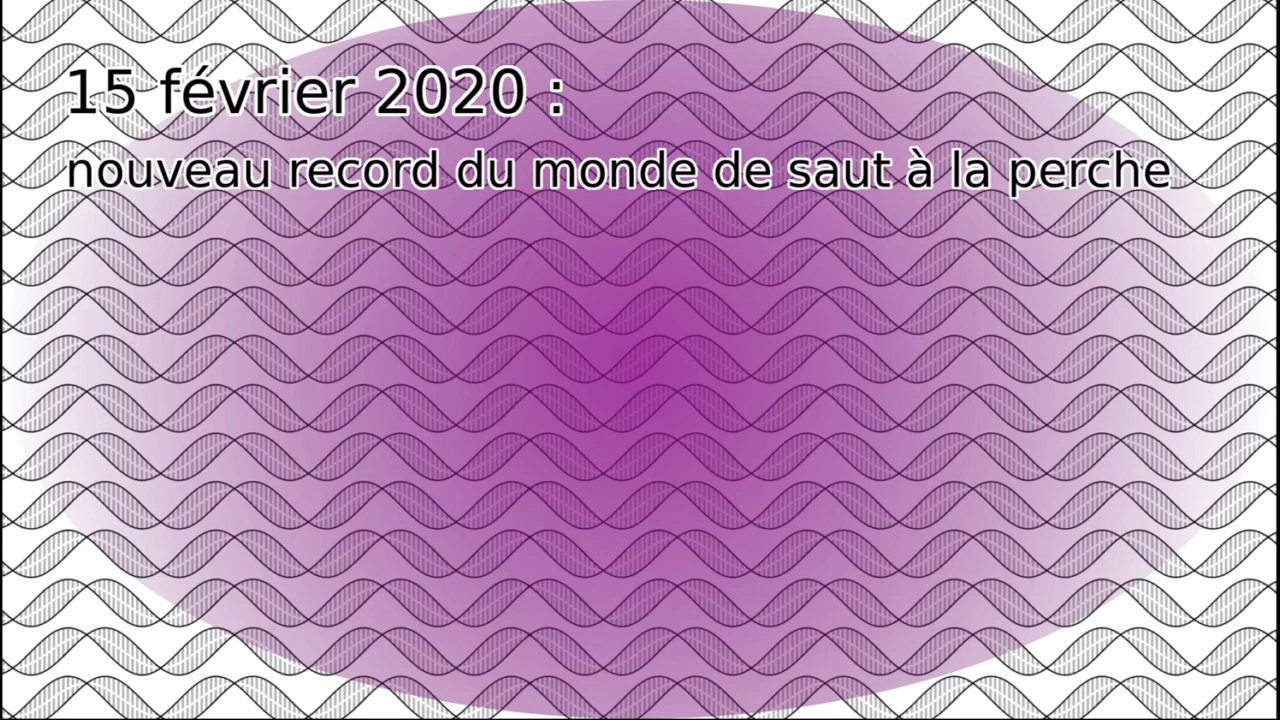 15 février 2020 :
nouveau record du monde de saut à la perche